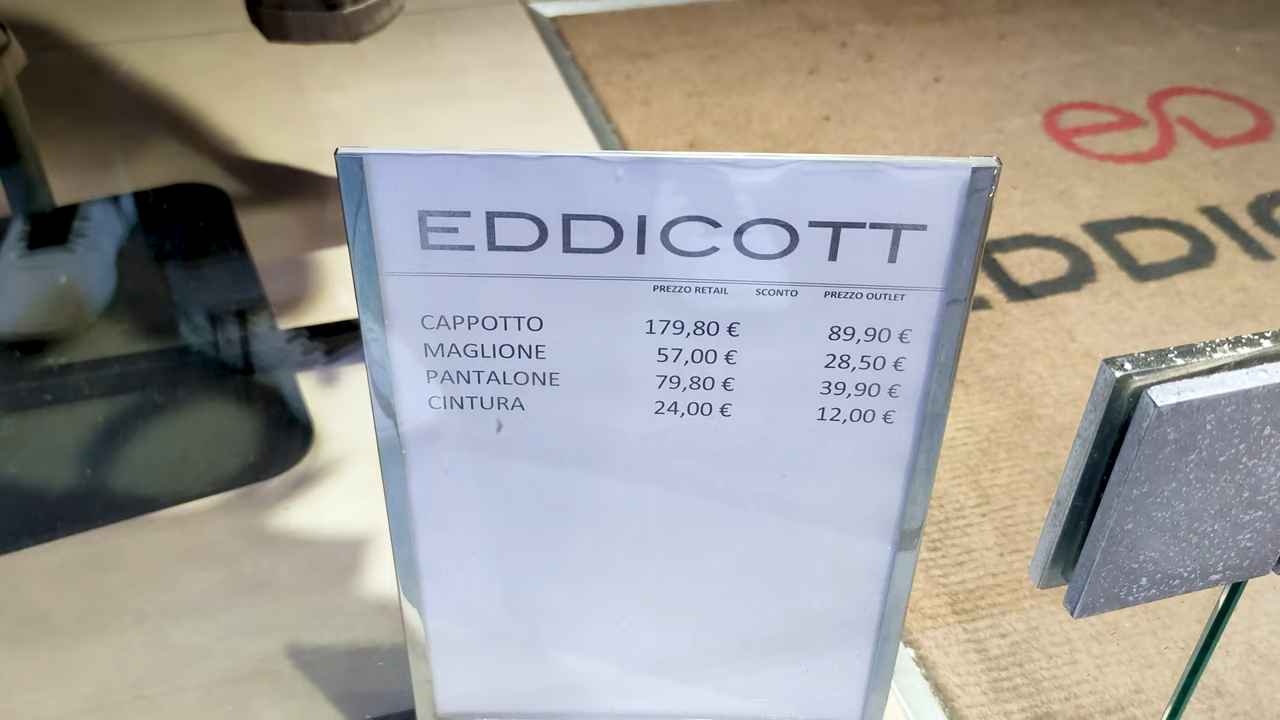 EDDICOTT
PREZZO RETAIL SCONTO PREZZO OUTLET
CAPPOTTO 179,80 € 89,90 €
MAGLIONE 57,00 € 28,50 €
PANTALONE 79,80 € 39,90 €
CINTURA 24,00 € 12,00 €
DDIC